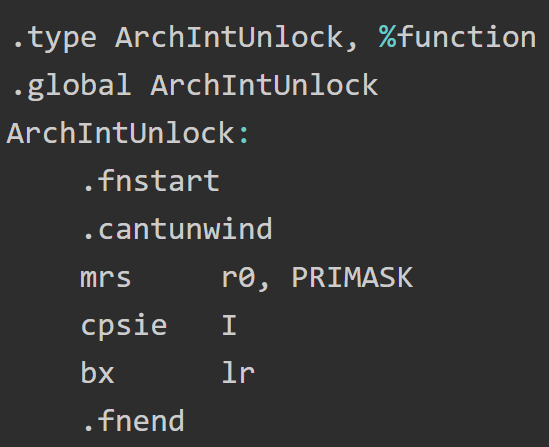 .type ArchIntUnlock, %function
.global ArchIntUnlock
ArchIntUnlock:
    .fnstart
    .cantunwind
    mrs     r0, PRIMASK
    cpsie   I
    bx      lr
    .fnend